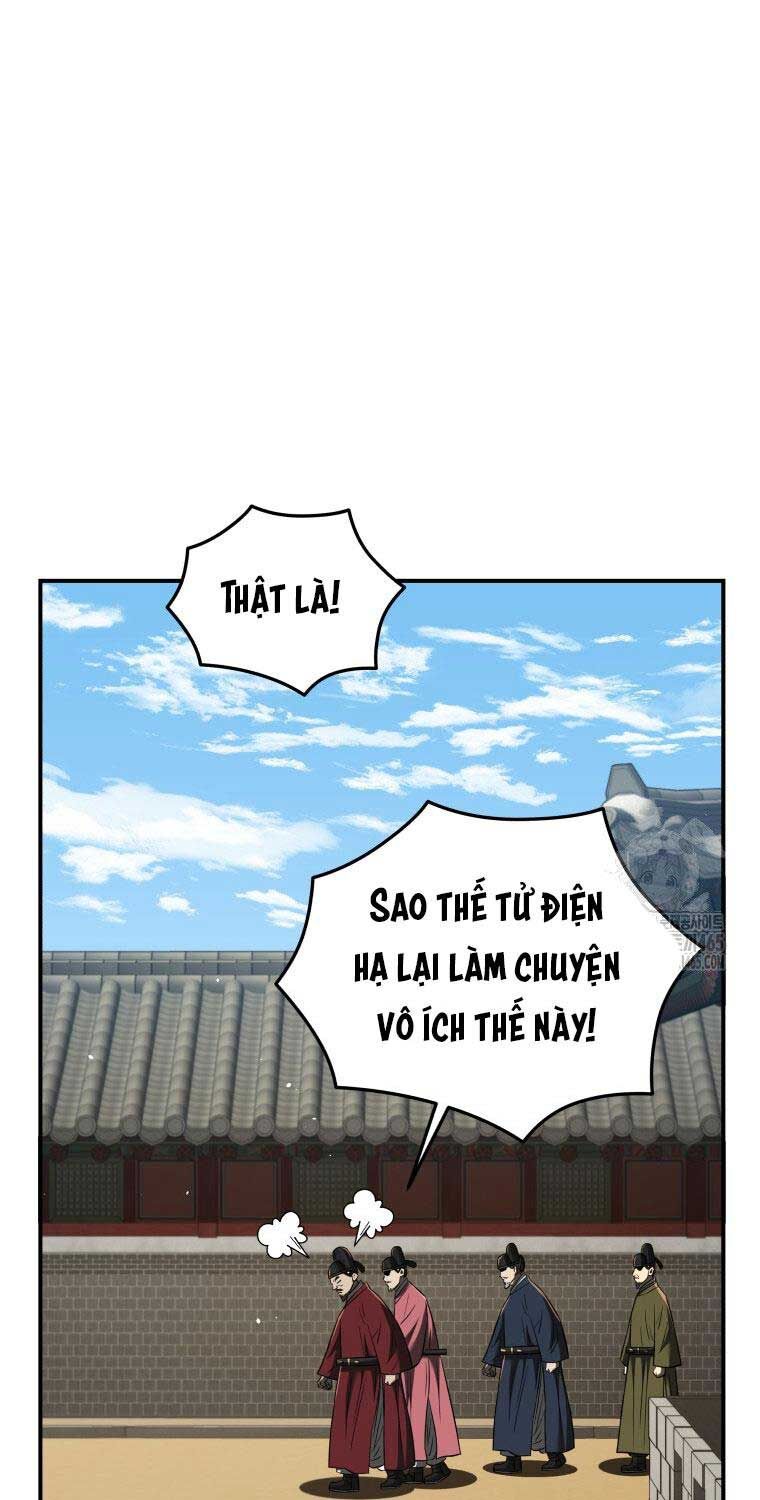 THẬT LÀ!
SAO THẾ TỬ ĐIỆN
HẠ LẠI LÀM CHUYỆN
VÔ ÍCH THẾ NÀY!